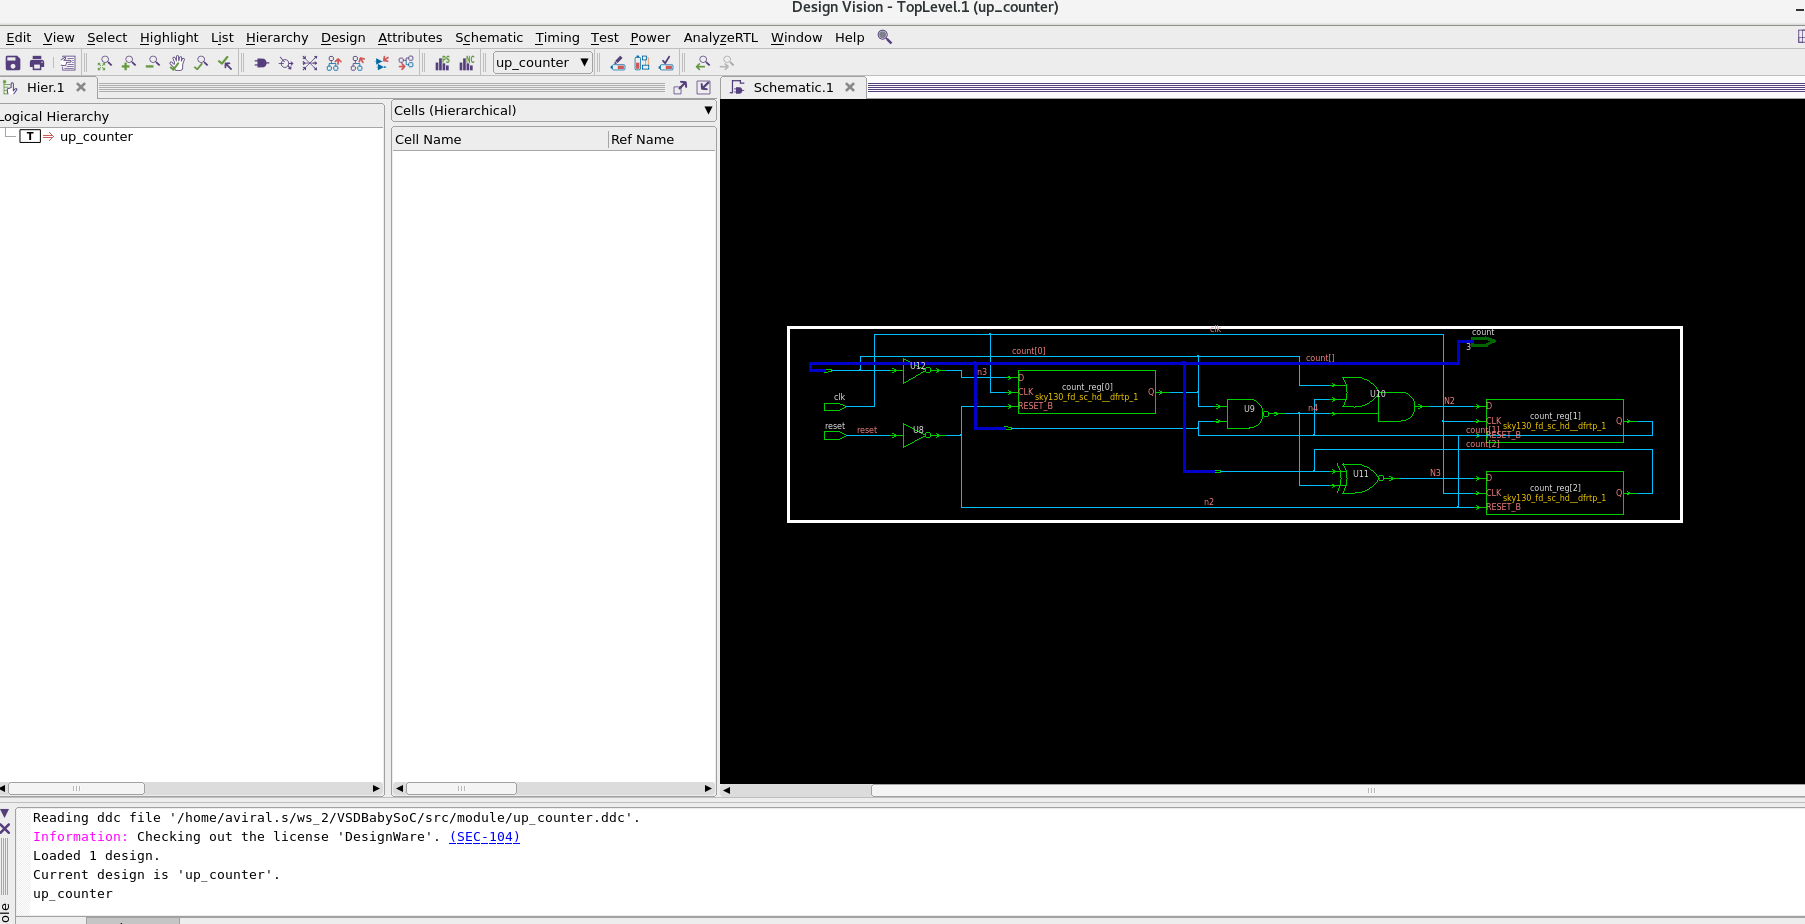 Design Vision - TopLevel.1 (up_counter)
Edit View Select Highlight List Hierarchy Design Attributes Schematic Timing Test Power AnalyzeRTL Window Help
up_counter
Hier.1
Schematic.1
Logical Hierarchy
T up_counter
Cells (Hierarchical)
Cell Name Ref Name
clk
count
3
count[0]
count[]
U12
n3
D
CLK
RESET_B
count_reg[0]
sky130_fd_sc_hd__dfrtp_1
Q
clk
reset
reset
U8
U9
n4
U10
N2
D
CLK
RESET_B
count_reg[1]
sky130_fd_sc_hd__dfrtp_1
Q
count[1]
count[2]
U11
N3
D
CLK
RESET_B
count_reg[2]
sky130_fd_sc_hd__dfrtp_1
Q
n2
Reading ddc file '/home/aviral.s/ws_2/VSDBabySoC/src/module/up_counter.ddc'.
Information: Checking out the license 'DesignWare'. (SEC-104)
Loaded 1 design.
Current design is 'up_counter'.
up_counter